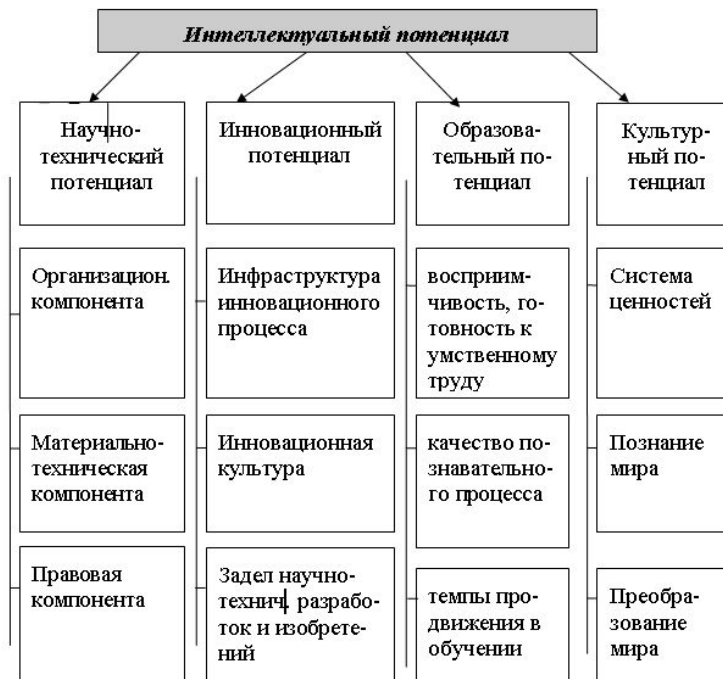 Интеллектуальный потенциал
Научно-
технический
потенциал
Инновационный
потенциал
Образова-
тельный по-
тенциал
Культур-
ный по-
тенциал
Организацион.
компонента
Инфраструктура
инновационного
процесса
восприим-
чивость, го-
товность к
умственному
труду
Система
ценностей
Материально-
техническая
компонента
Инновационная
культура
качество по-
знавательно-
го процесса
Познание
мира
Правовая
компонента
Задел научно-
технич. разрабо-
ток и изобрете-
ний
темпы про-
движения в
обучении
Преобра-
зование
мира